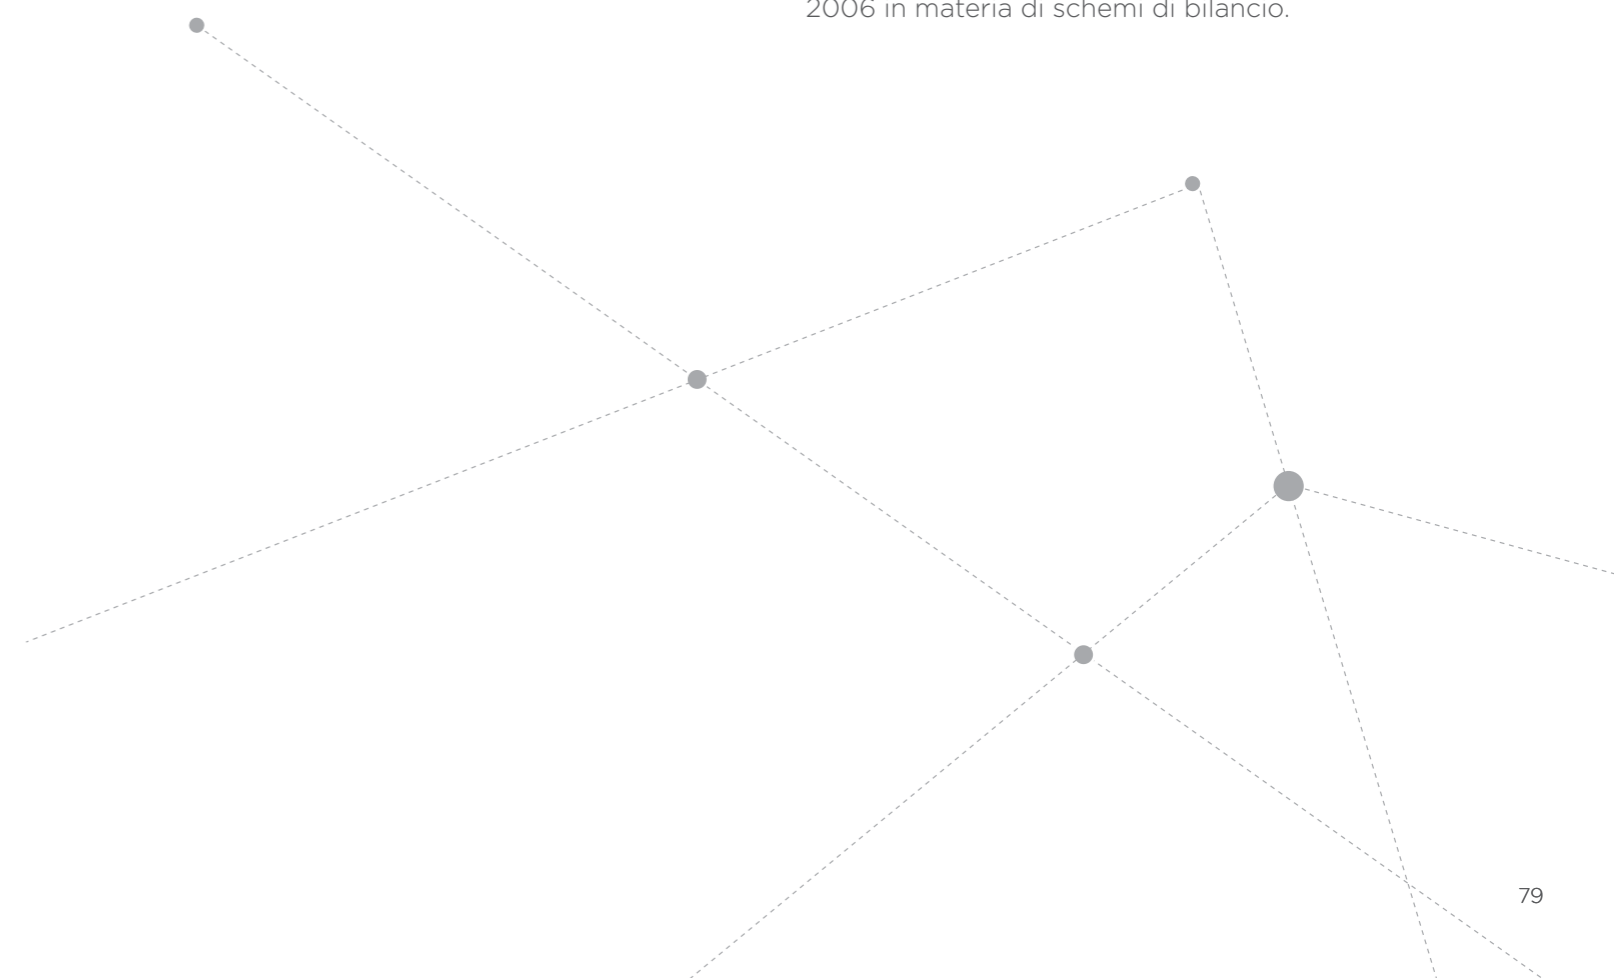 2006 in materia di schemi di bilancio.
79